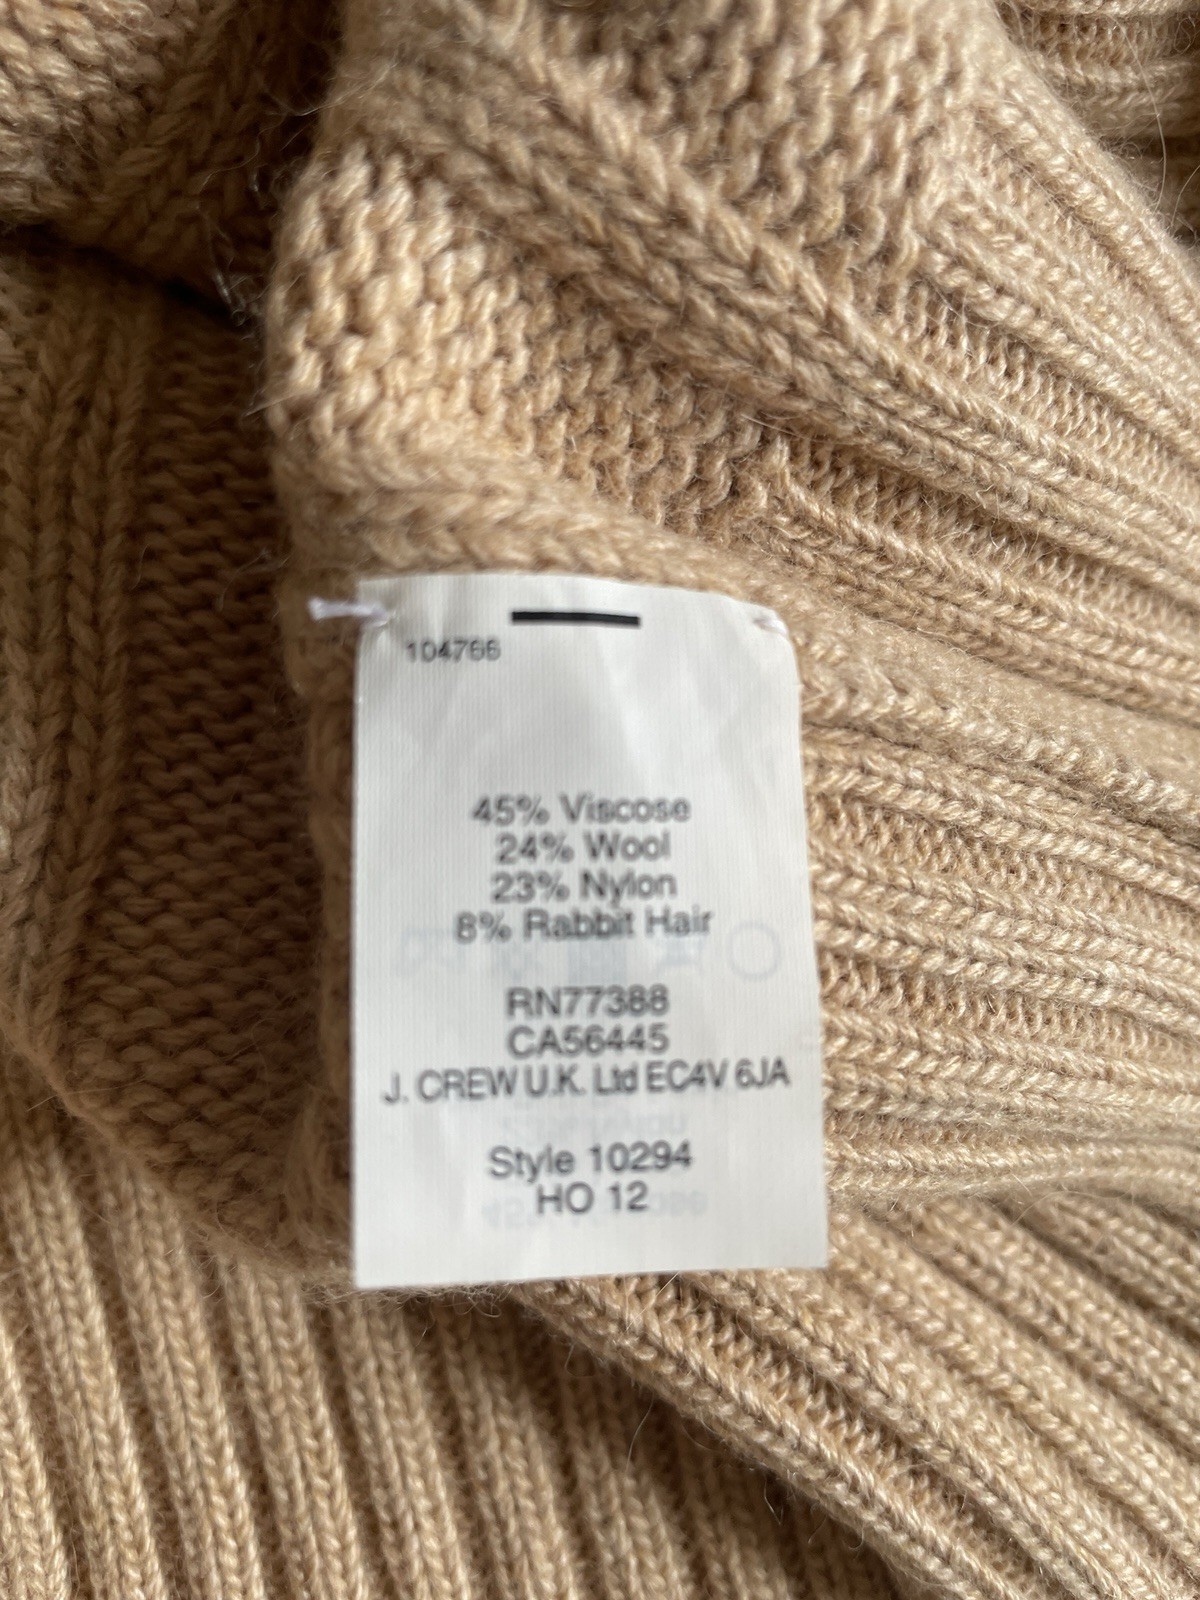 104766
45% Viscose
24% Wool
23% Nylon
8% Rabbit Hair
RN77388
CA56445
J. CREW U.K. Ltd EC4V 6JA
Style 10294
HO 12